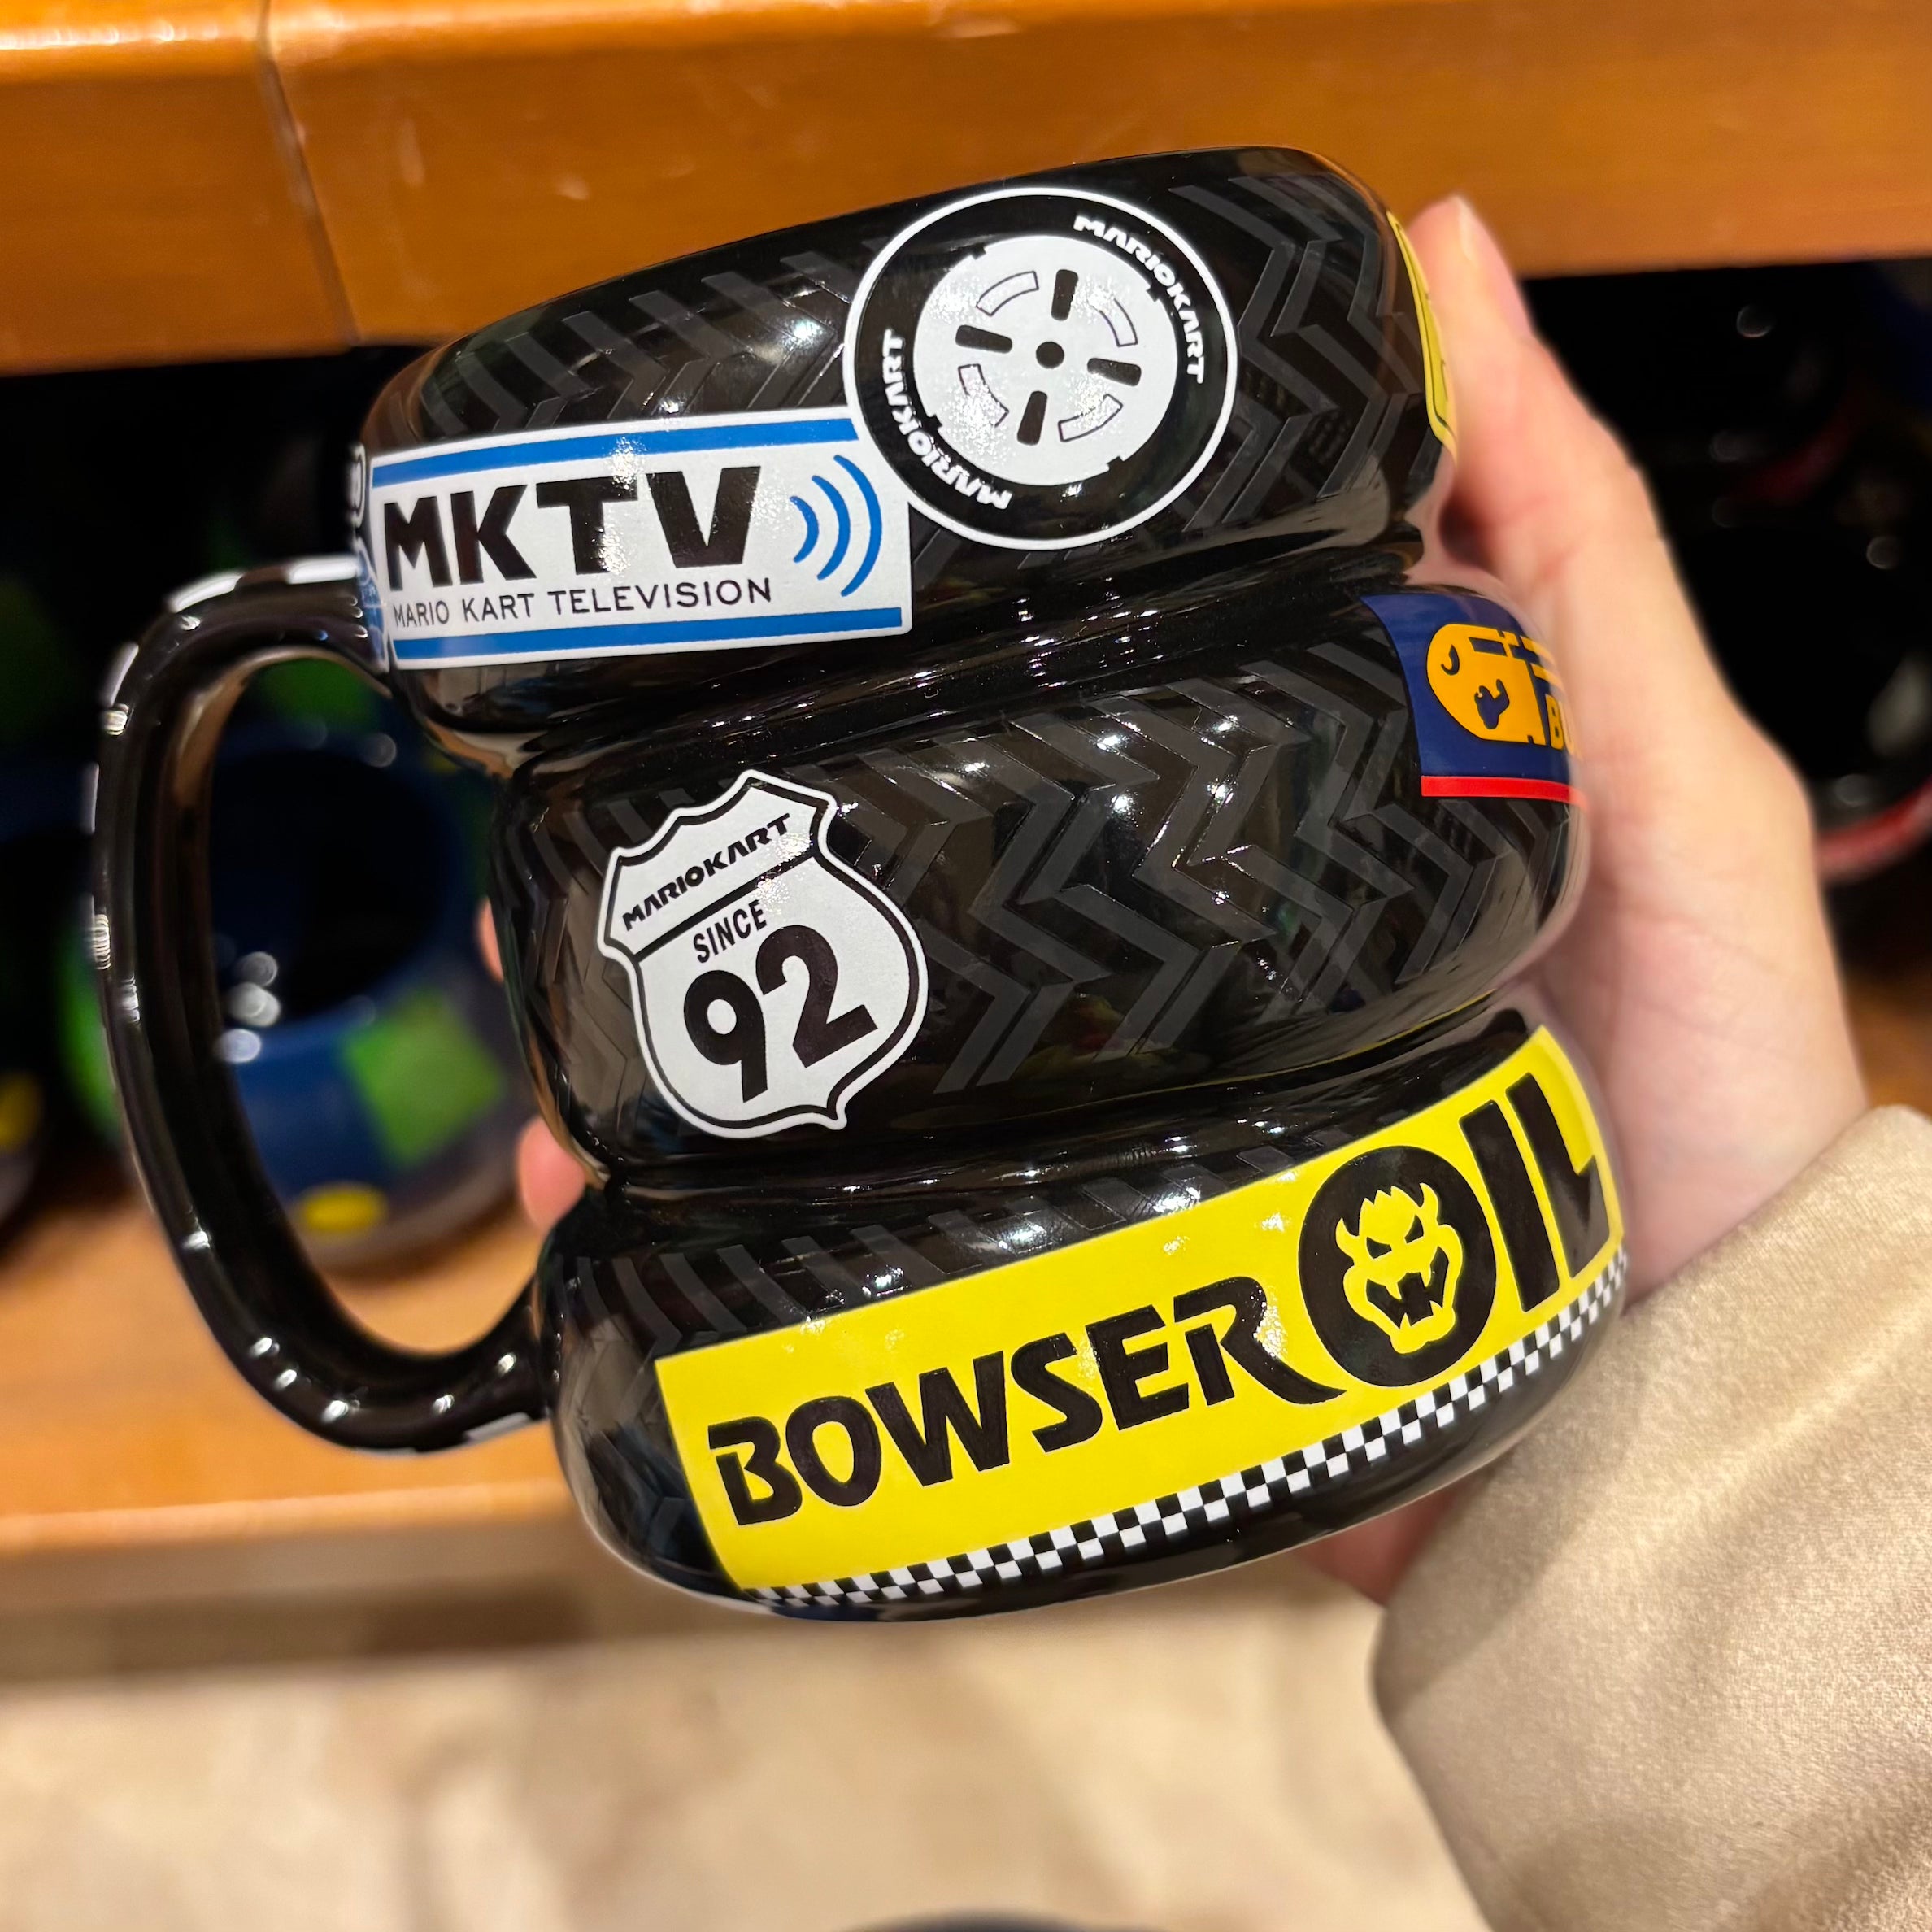 MARIOKART
MARIOKART
MKTV
MARIO KART TELEVISION
MARIOKART
SINCE
92
BOWSER OIL